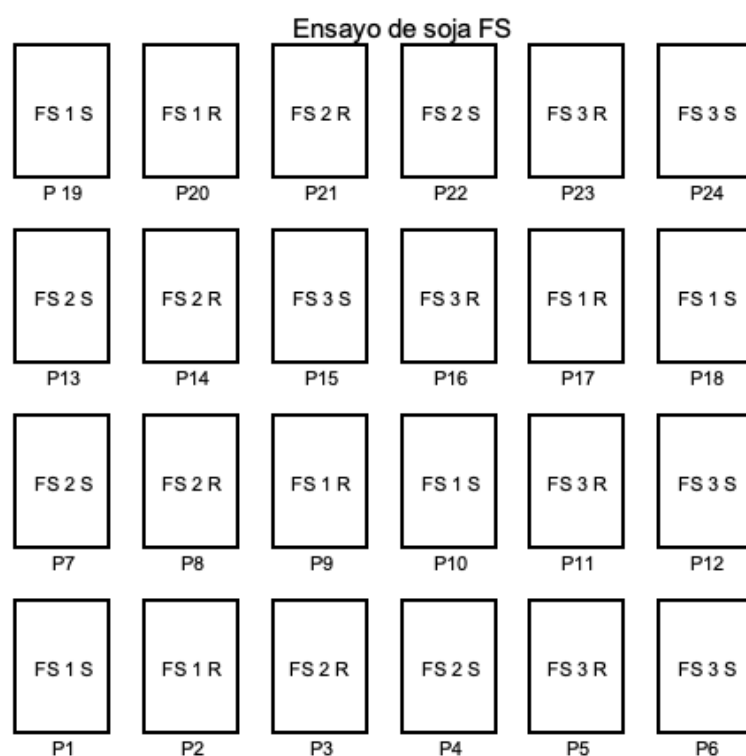 Ensayo de soja FS
FS 1 S FS 1 R FS 2 R FS 2 S FS 3 R FS 3 S
P 19 P20 P21 P22 P23 P24
FS 2 S FS 2 R FS 3 S FS 3 R FS 1 R FS 1 S
P13 P14 P15 P16 P17 P18
FS 2 S FS 2 R FS 1 R FS 1 S FS 3 R FS 3 S
P7 P8 P9 P10 P11 P12
FS 1 S FS 1 R FS 2 R FS 2 S FS 3 R FS 3 S
P1 P2 P3 P4 P5 P6